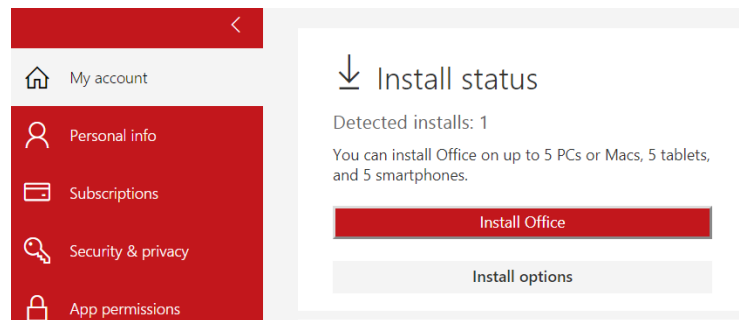 My account
Personal info
Subscriptions
Security & privacy
App permissions
Install status
Detected installs: 1
You can install Office on up to 5 PCs or Macs, 5 tablets,
and 5 smartphones.
Install Office
Install options